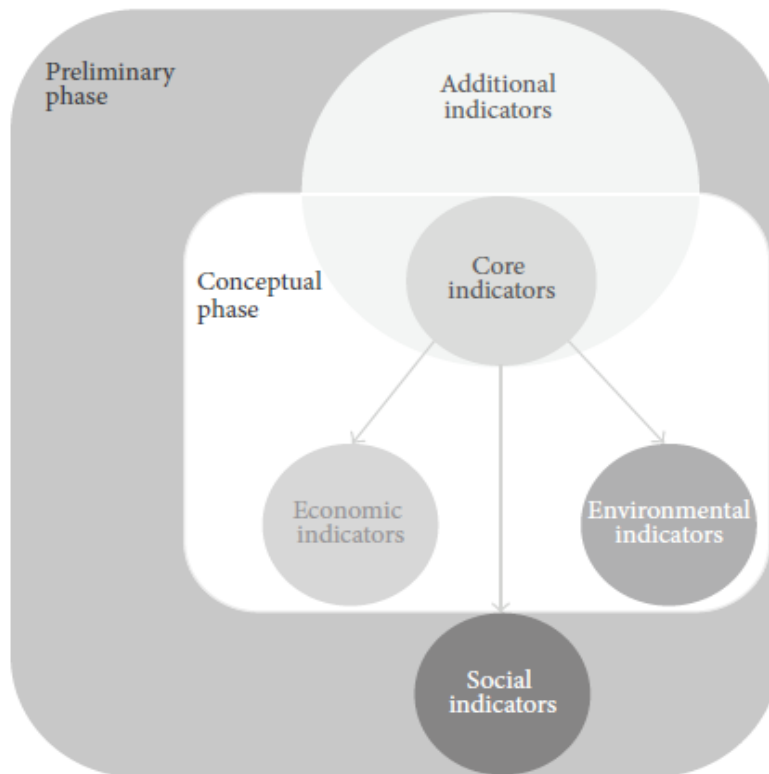 Preliminary
phase
Additional
indicators
Conceptual
phase
Core
indicators
Economic
indicators
Environmental
indicators
Social
indicators